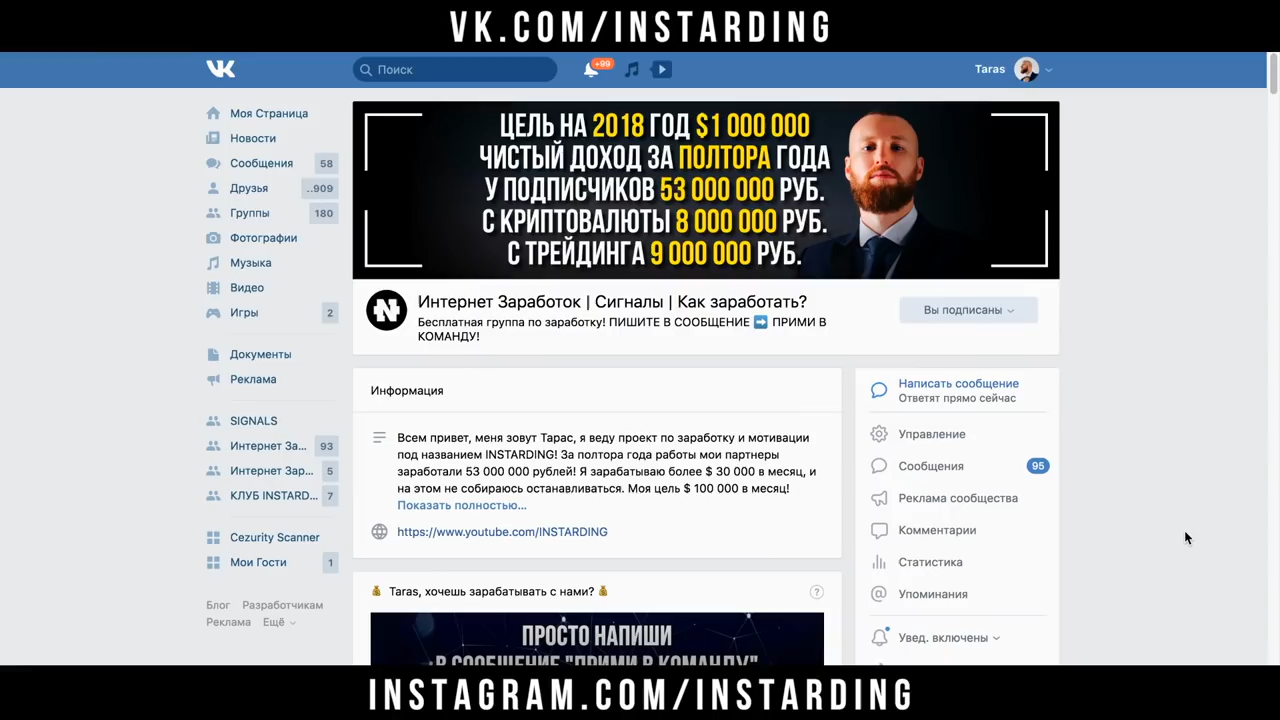 VK.COM/INSTARDING
Поиск
+99
Taras
Моя Страница
Новости
Сообщения 58
Друзья ..909
Группы 180
Фотографии
Музыка
Видео
Игры 2
Документы
Реклама
SIGNALS
Интернет За... 93
Интернет Зар... 5
КЛУБ INSTARD... 7
Cezurity Scanner
Мои Гости 1
Блог Разработчикам
Реклама Ещё
ЦЕЛЬ НА 2018 ГОД $1 000 000
ЧИСТЫЙ ДОХОД ЗА ПОЛТОРА ГОДА
У ПОДПИСЧИКОВ 53 000 000 РУБ.
С КРИПТОВАЛЮТЫ 8 000 000 РУБ.
С ТРЕЙДИНГА 9 000 000 РУБ.
N
Интернет Заработок | Сигналы | Как заработать?
Бесплатная группа по заработку! ПИШИТЕ В СООБЩЕНИЕ ➡ ПРИМИ В
КОМАНДУ!
Вы подписаны
Информация
Всем привет, меня зовут Тарас, я веду проект по заработку и мотивации
под названием INSTARDING! За полтора года работы мои партнеры
заработали 53 000 000 рублей! Я зарабатываю более $ 30 000 в месяц, и
на этом не собираюсь останавливаться. Моя цель $ 100 000 в месяц!
Показать полностью...
https://www.youtube.com/INSTARDING
💰 Taras, хочешь зарабатывать с нами? 💰
?
ПРОСТО НАПИШИ
В СООБЩЕНИЕ "ПРИМИ В КОМАНДУ"
Написать сообщение
Ответят прямо сейчас
Управление
Сообщения 95
Реклама сообщества
Комментарии
Статистика
Упоминания
Увед. включены
INSTAGRAM.COM/INSTARDING